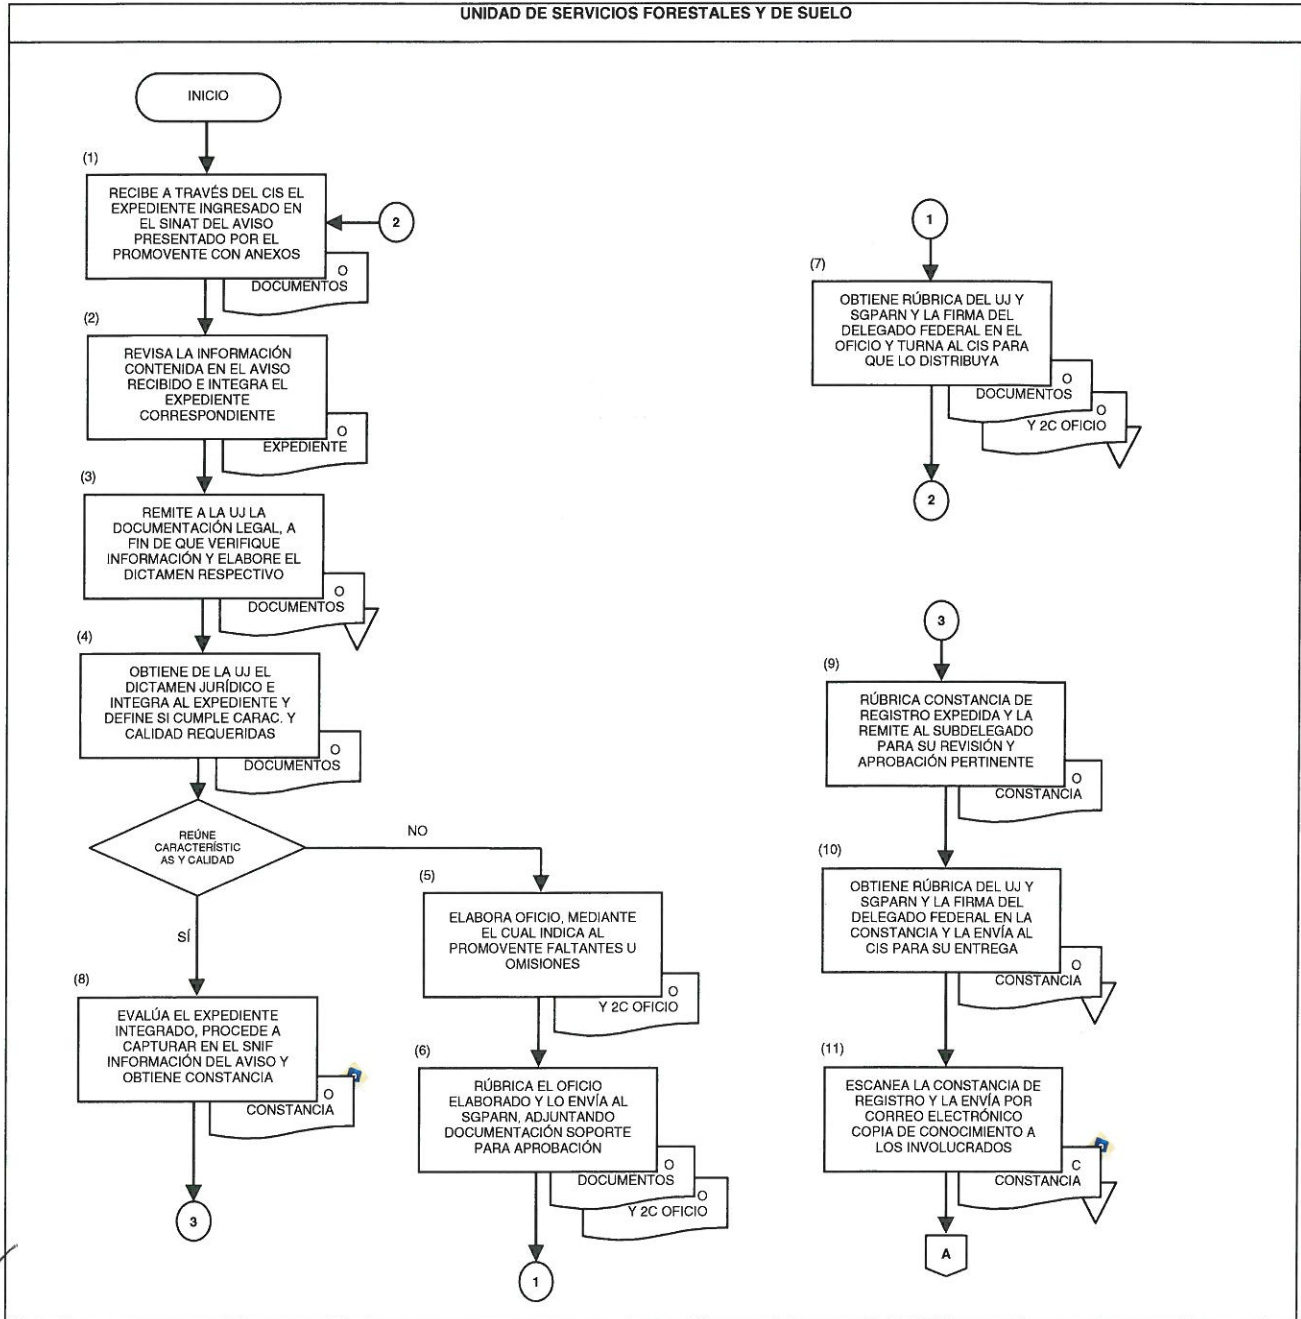 UNIDAD DE SERVICIOS FORESTALES Y DE SUELO
INICIO
(1)
RECIBE A TRAVÉS DEL CIS EL
EXPEDIENTE INGRESADO EN
EL SINAT DEL AVISO
PRESENTADO POR EL
PROMOVENTE CON ANEXOS
O
DOCUMENTOS
2
(2)
REVISA LA INFORMACIÓN
CONTENIDA EN EL AVISO
RECIBIDO E INTEGRA EL
EXPEDIENTE
CORRESPONDIENTE
O
EXPEDIENTE
(3)
REMITE A LA UJ LA
DOCUMENTACIÓN LEGAL, A
FIN DE QUE VERIFIQUE
INFORMACIÓN Y ELABORE EL
DICTAMEN RESPECTIVO
O
DOCUMENTOS
(4)
OBTIENE DE LA UJ EL
DICTAMEN JURÍDICO E
INTEGRA AL EXPEDIENTE Y
DEFINE SI CUMPLE CARAC. Y
CALIDAD REQUERIDAS
O
DOCUMENTOS
REÚNE
CARACTERÍSTIC
AS Y CALIDAD
NO
SÍ
(5)
ELABORA OFICIO, MEDIANTE
EL CUAL INDICA AL
PROMOVENTE FALTANTES U
OMISIONES
O
Y 2C OFICIO
(6)
RÚBRICA EL OFICIO
ELABORADO Y LO ENVÍA AL
SGPARN, ADJUNTANDO
DOCUMENTACIÓN SOPORTE
PARA APROBACIÓN
O
DOCUMENTOS
O
Y 2C OFICIO
1
(8)
EVALÚA EL EXPEDIENTE
INTEGRADO, PROCEDE A
CAPTURAR EN EL SNIF
INFORMACIÓN DEL AVISO Y
OBTIENE CONSTANCIA
O
CONSTANCIA
3
1
(7)
OBTIENE RÚBRICA DEL UJ Y
SGPARN Y LA FIRMA DEL
DELEGADO FEDERAL EN EL
OFICIO Y TURNA AL CIS PARA
QUE LO DISTRIBUYA
O
DOCUMENTOS
O
Y 2C OFICIO
2
3
(9)
RÚBRICA CONSTANCIA DE
REGISTRO EXPEDIDA Y LA
REMITE AL SUBDELEGADO
PARA SU REVISIÓN Y
APROBACIÓN PERTINENTE
O
CONSTANCIA
(10)
OBTIENE RÚBRICA DEL UJ Y
SGPARN Y LA FIRMA DEL
DELEGADO FEDERAL EN LA
CONSTANCIA Y LA ENVÍA AL
CIS PARA SU ENTREGA
O
CONSTANCIA
(11)
ESCANEA LA CONSTANCIA DE
REGISTRO Y LA ENVÍA POR
CORREO ELECTRÓNICO
COPIA DE CONOCIMIENTO A
LOS INVOLUCRADOS
C
CONSTANCIA
A